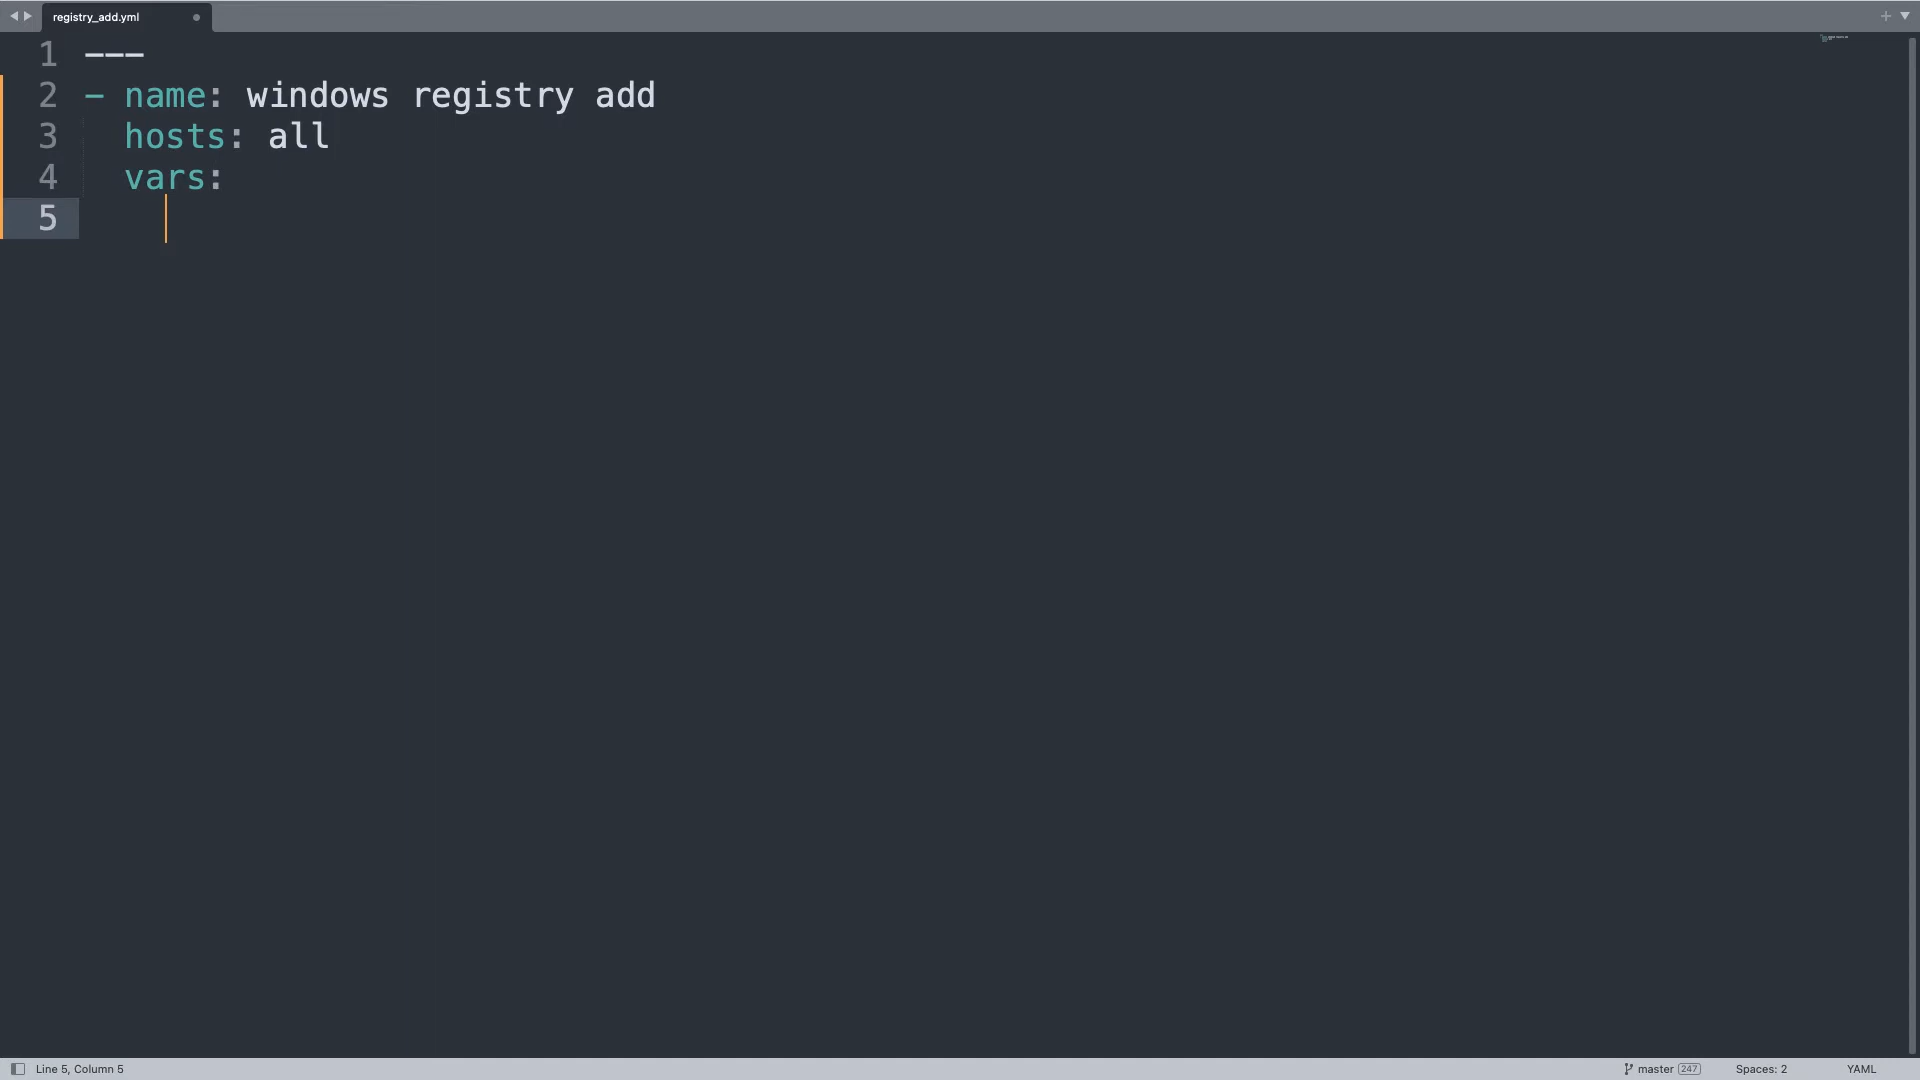 registry_add.yml
1 ---
2 - name: windows registry add
3 hosts: all
4 vars:
5
Line 5, Column 5
master 247
Spaces: 2
YAML